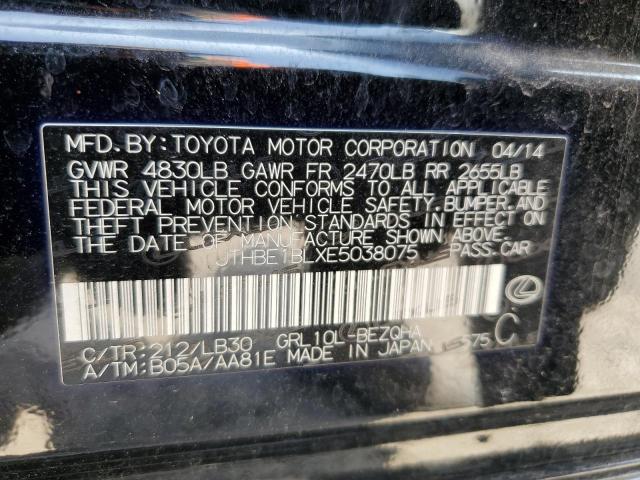 MFD.BY:TOYOTA MOTOR CORPORATION 04/14
GVWR 4830LB GAWR FR 2470LB RR 2655LB
THIS VEHICLE CONFORMS TO ALL APPLICABLE
FEDERAL MOTOR VEHICLE SAFETY, BUMPER, AND
THEFT PREVENTION STANDARDS IN EFFECT ON
THE DATE OF MANUFACTURE SHOWN ABOVE.
JTHBE1BLXE5038075 PASS.CAR
C/TR:212/LB30 GRL10L-BEZQHA C
A/TM:B05A/AA81E MADE IN JAPAN